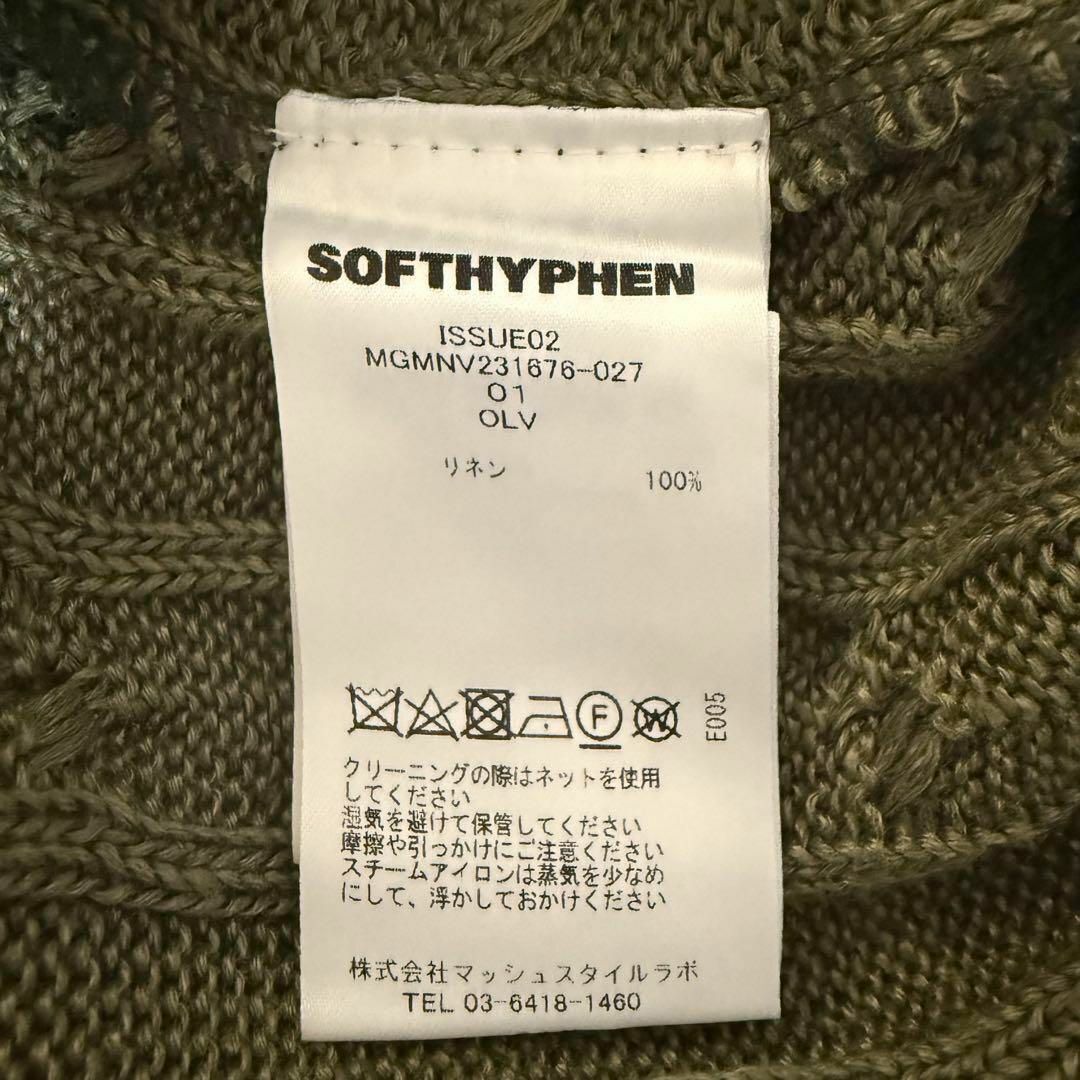 SOFTHYPHEN
ISSUE02
MGMNV231676-027
01
OLV
リネン 100%
F W E005
クリーニングの際はネットを使用
してください
湿気を避けて保管してください
摩擦や引っかけにご注意ください
スチームアイロンは蒸気を少なめ
にして、浮かしておかけください
株式会社マッシュスタイルラボ
TEL 03-6418-1460